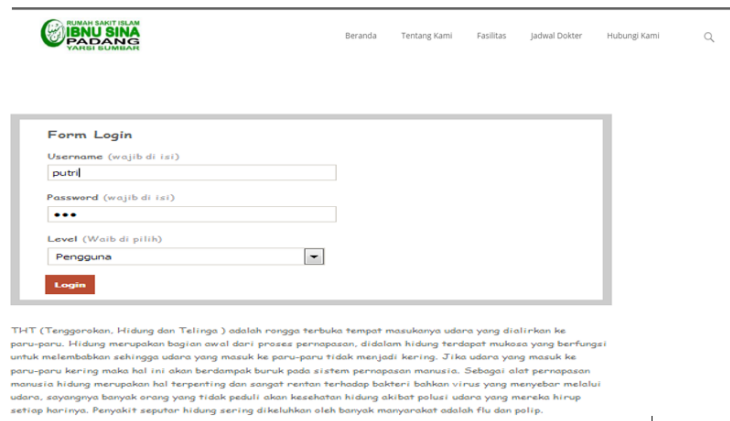 RUMAH SAKIT ISLAM
IBNU SINA
PADANG
YARSI SUMBAR
Beranda Tentang Kami Fasilitas Jadwal Dokter Hubungi Kami
Form Login
Username (wajib di isi)
putri
Password (wajib di isi)
Level (Waib di pilih)
Pengguna
Login
THT (Tenggorokan, Hidung dan Telinga ) adalah rongga terbuka tempat masukanya udara yang dialirkan ke
paru-paru. Hidung merupakan bagian awal dari proses pernapasan, didalam hidung terdapat mukosa yang berfungsi
untuk melembabkan sehingga udara yang masuk ke paru-paru tidak menjadi kering. Jika udara yang masuk ke
paru-paru kering maka hal ini akan berdampak buruk pada sistem pernapasan manusia. Sebagai alat pernapasan
manusia hidung merupakan hal terpenting dan sangat rentan terhadap bakteri bahkan virus yang menyebar melalui
udara, sayangnya banyak orang yang tidak peduli akan kesehatan hidung akibat polusi udara yang mereka hirup
setiap harinya. Penyakit seputar hidung sering dikeluhkan oleh banyak manyarakat adalah flu dan polip.